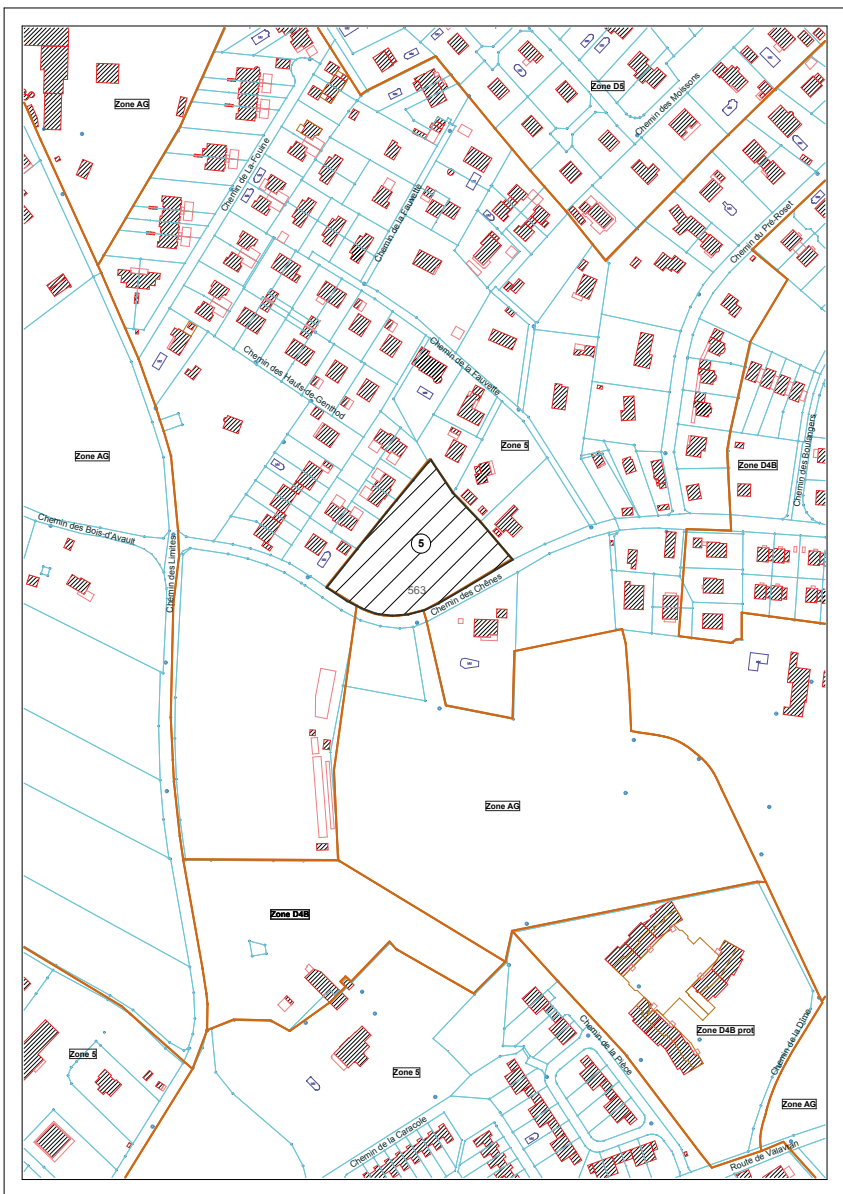 Zone D5
Chemin des Moissons
Zone AG
Chemin de La-Fouine
Chemin de la Fauvette
Chemin du Pré-Roset
Chemin de la Fauvette
Chemin des Hauts-de-Genthod
Zone 5
Zone AG
Zone D4B
Chemin des Boulangers
Chemin des Bois-d'Avault
Chemin des Limites
5
563
Chemin des Chênes
Zone AG
Zone D4B
Zone D4B prot
Chemin de la Dîme
Chemin de la Pièce
Zone 5
Zone 5
Zone AG
Chemin de la Caracole
Route de Valavran